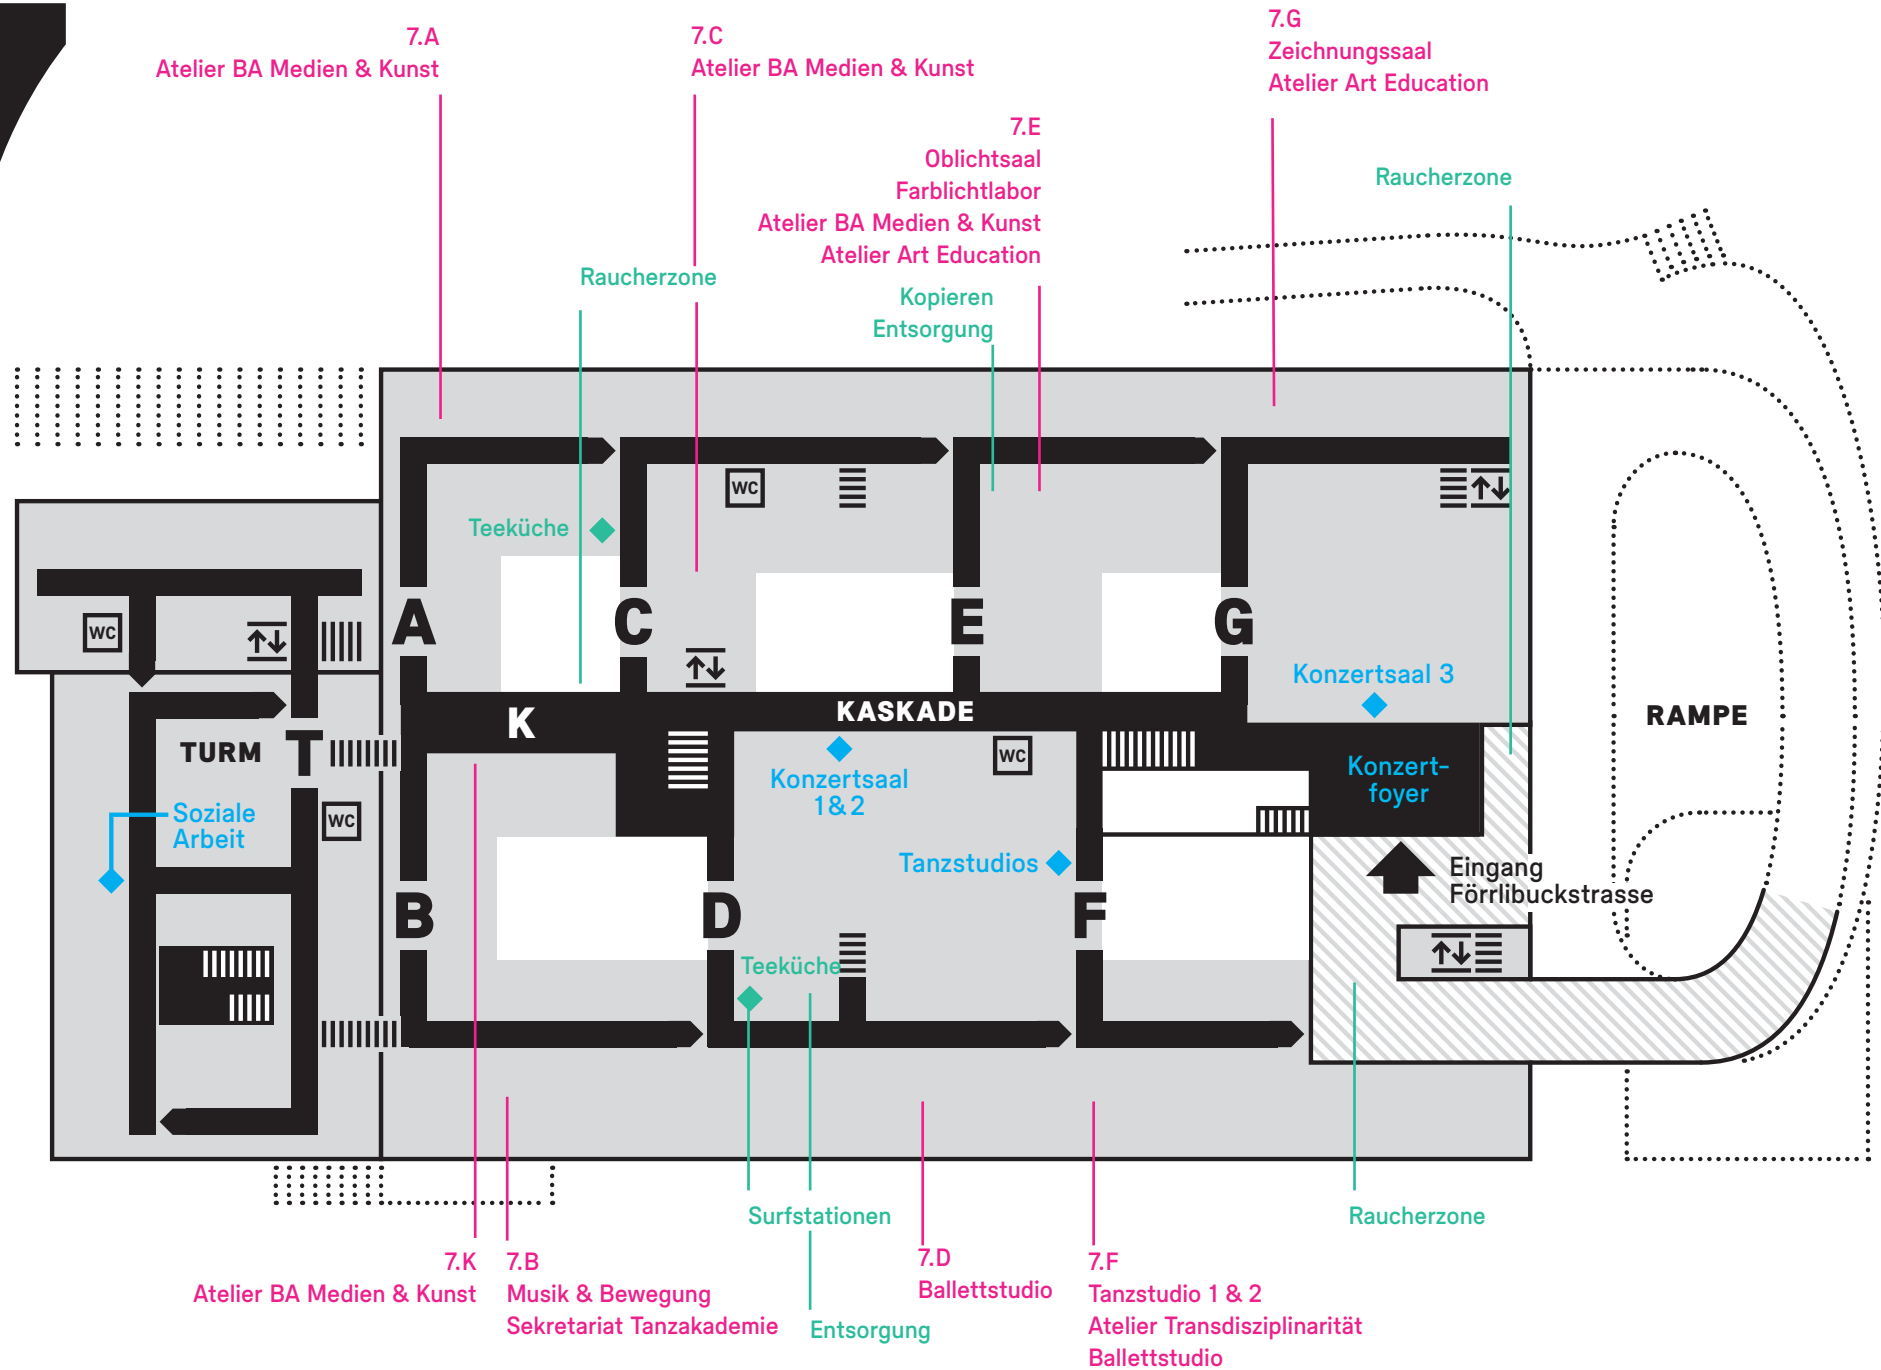 7.A
Atelier BA Medien & Kunst
7.C
Atelier BA Medien & Kunst
7.G
Zeichnungssaal
Atelier Art Education
7.E
Oblichtsaal
Farblichtlabor
Atelier BA Medien & Kunst
Atelier Art Education
Raucherzone
Raucherzone
Kopieren
Entsorgung
WC
Teeküche
A
C
E
G
WC
Konzertsaal 3
K
KASKADE
RAMPE
TURM
T
WC
Konzertsaal
1&2
Konzert-
foyer
Soziale
Arbeit
WC
Tanzstudios
Eingang
Förrlibuckstrasse
B
D
F
Teeküche
Surfstationen
Raucherzone
7.K
Atelier BA Medien & Kunst
7.B
Musik & Bewegung
Sekretariat Tanzakademie
Entsorgung
7.D
Ballettstudio
7.F
Tanzstudio 1 & 2
Atelier Transdisziplinarität
Ballettstudio